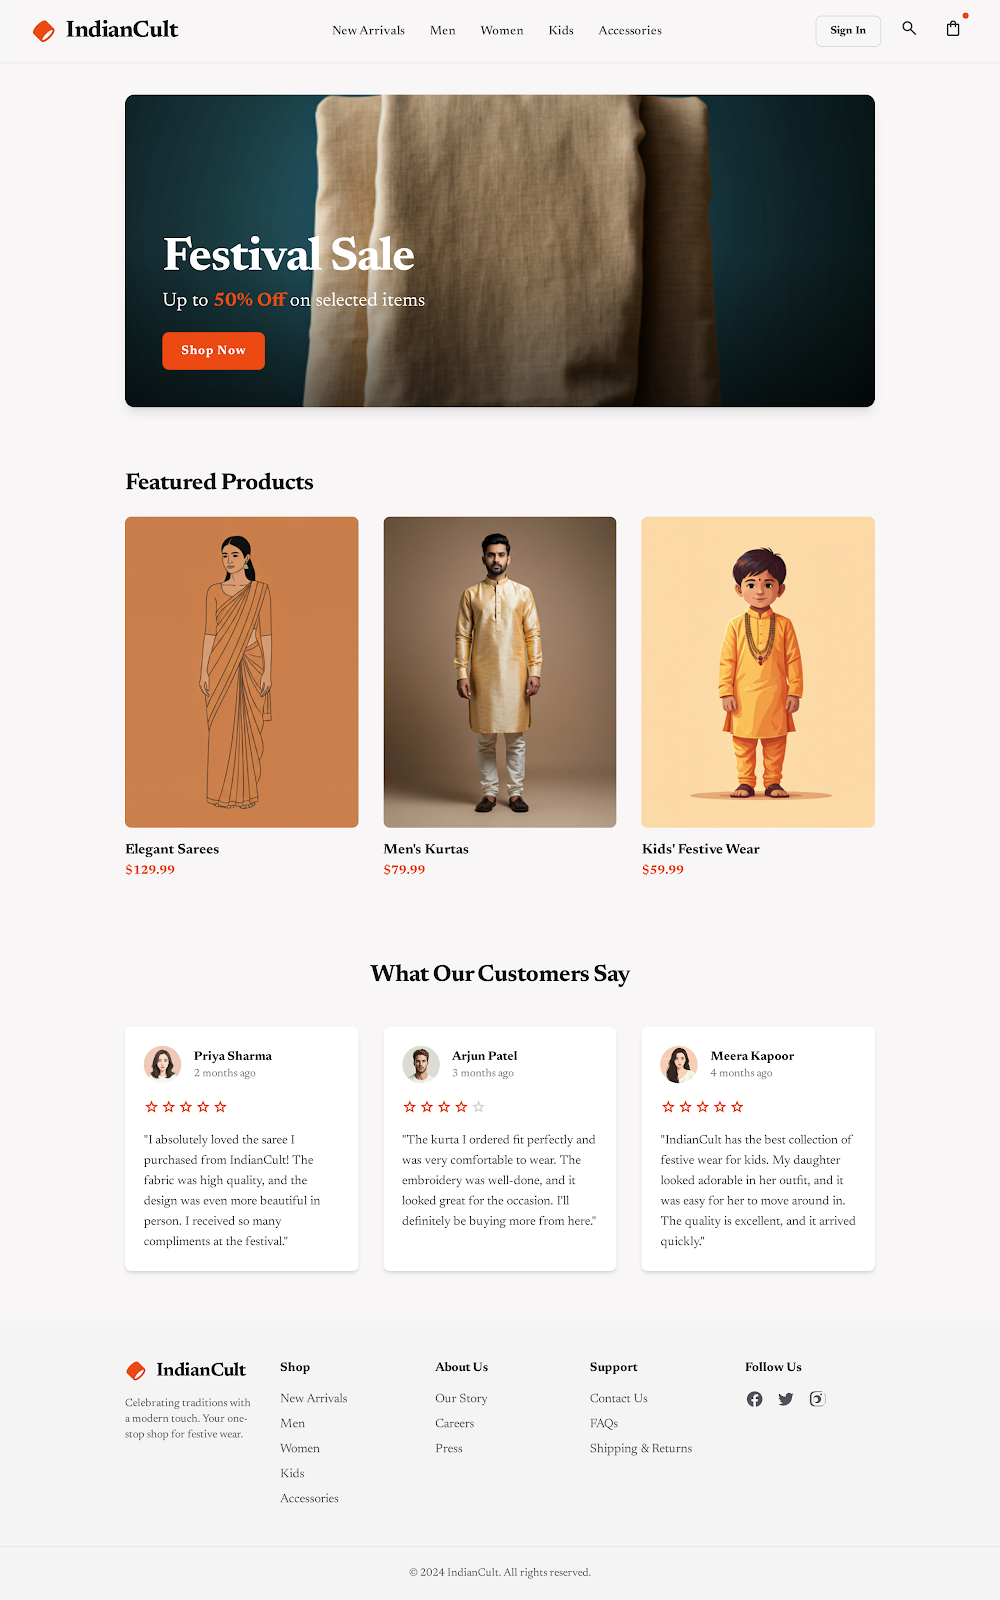 IndianCult
New Arrivals Men Women Kids Accessories
Sign In
Festival Sale
Up to 50% Off on selected items
Shop Now
Featured Products
Elegant Sarees
$129.99
Men's Kurtas
$79.99
Kids' Festive Wear
$59.99
What Our Customers Say
Priya Sharma
2 months ago
"I absolutely loved the saree I
purchased from IndianCult! The
fabric was high quality, and the
design was even more beautiful in
person. I received so many
compliments at the festival."
Arjun Patel
3 months ago
"The kurta I ordered fit perfectly and
was very comfortable to wear. The
embroidery was well-done, and it
looked great for the occasion. I'll
definitely be buying more from here."
Meera Kapoor
4 months ago
"IndianCult has the best collection of
festive wear for kids. My daughter
looked adorable in her outfit, and it
was easy for her to move around in.
The quality is excellent, and it arrived
quickly."
IndianCult
Celebrating traditions with
a modern touch. Your one-
stop shop for festive wear.
Shop
New Arrivals
Men
Women
Kids
Accessories
About Us
Our Story
Careers
Press
Support
Contact Us
FAQs
Shipping & Returns
Follow Us
© 2024 IndianCult. All rights reserved.